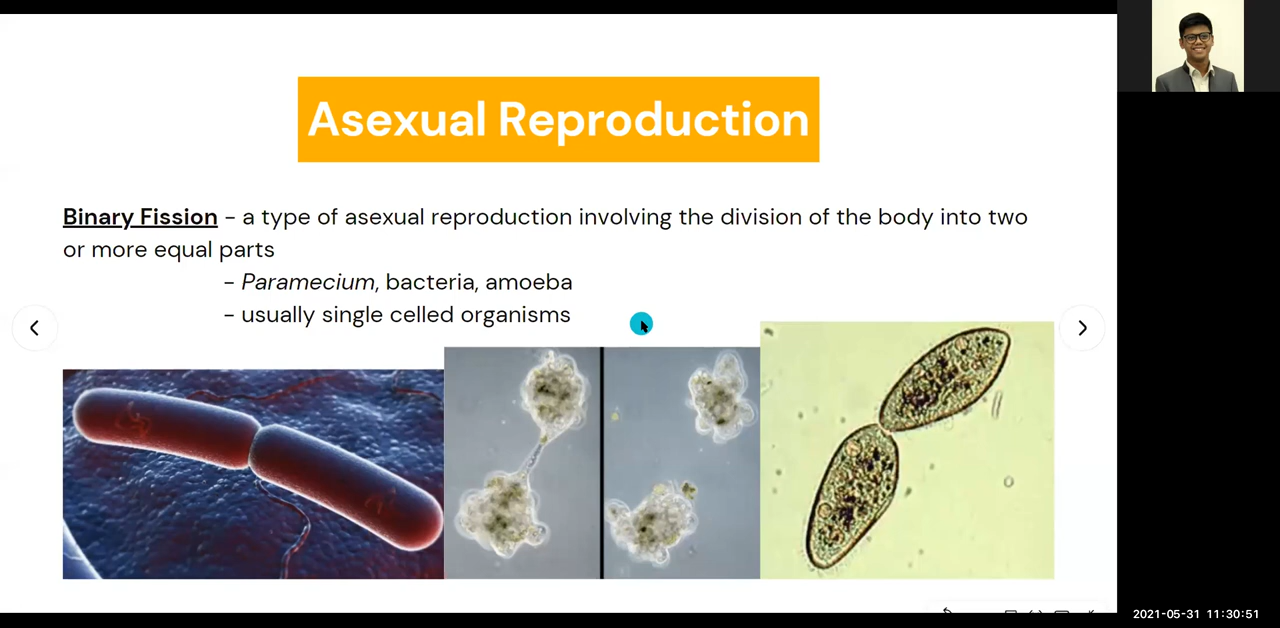 Asexual Reproduction
Binary Fission - a type of asexual reproduction involving the division of the body into two
or more equal parts
- Paramecium, bacteria, amoeba
- usually single celled organisms
2021-05-31 11:30:51